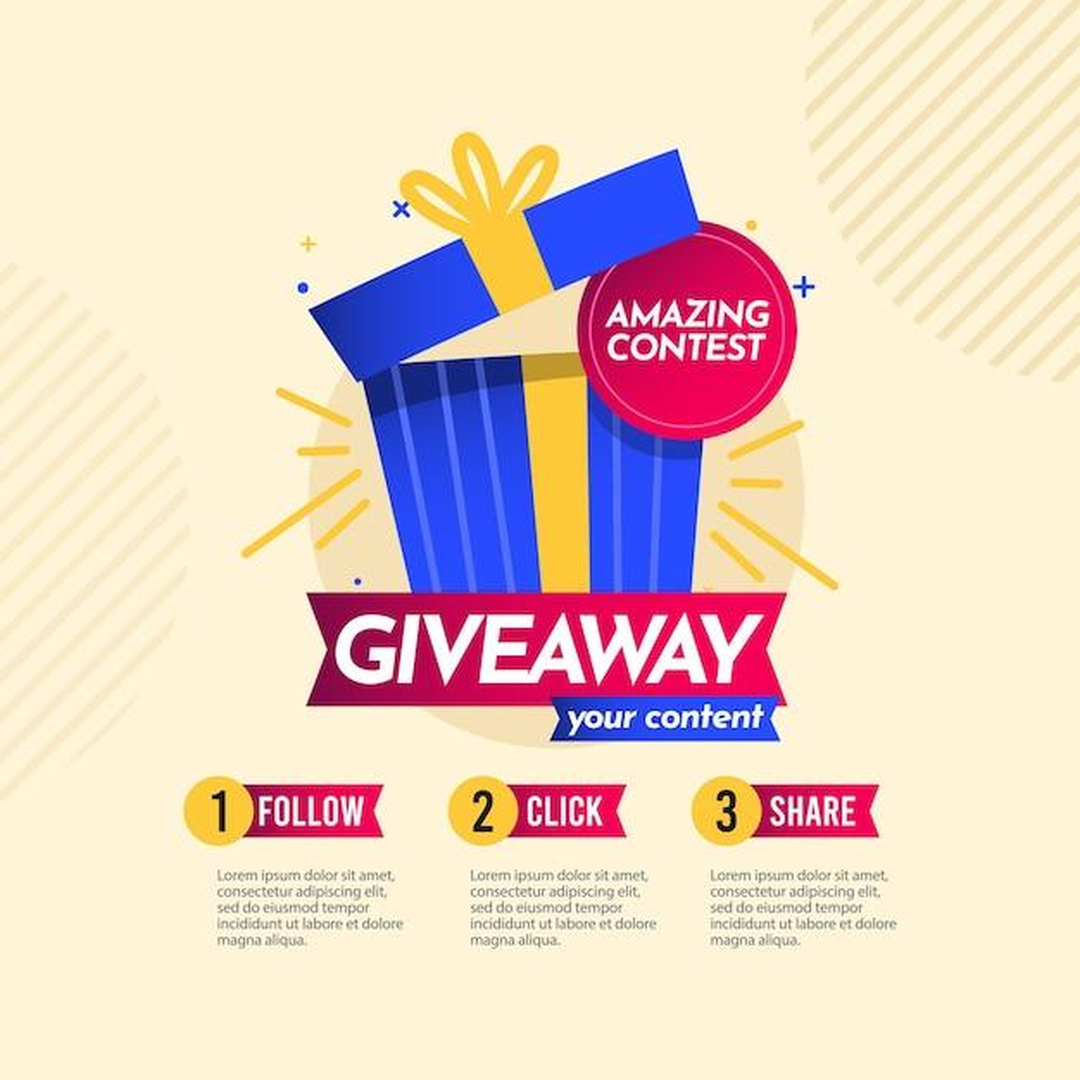 AMAZING
CONTEST
GIVEAWAY
your content
1 FOLLOW
Lorem ipsum dolor sit amet,
consectetur adipiscing elit,
sed do eiusmod tempor
incididunt ut labore et dolore
magna aliqua.
2 CLICK
Lorem ipsum dolor sit amet,
consectetur adipiscing elit,
sed do eiusmod tempor
incididunt ut labore et dolore
magna aliqua.
3 SHARE
Lorem ipsum dolor sit amet,
consectetur adipiscing elit,
sed do eiusmod tempor
incididunt ut labore et dolore
magna aliqua.